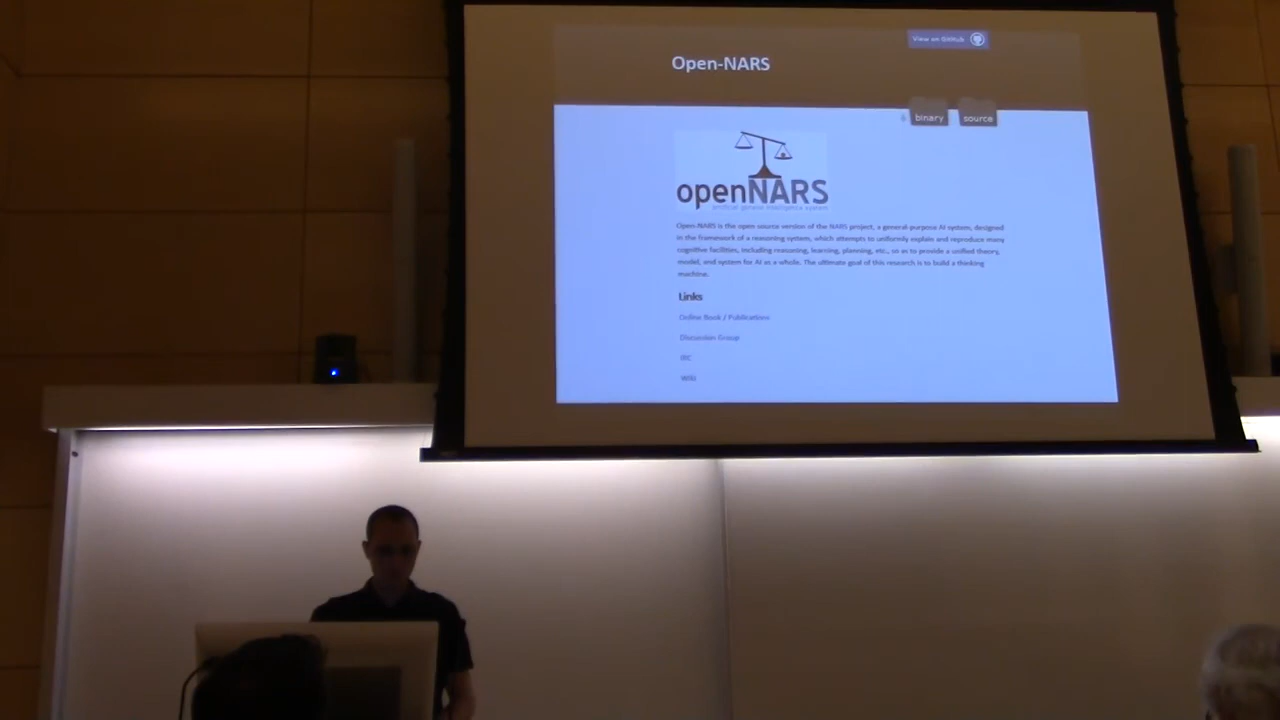 View on GitHub
Open-NARS
binary source
openNARS
artificial general intelligence system
Open-NARS is the open-source version of the NARS project, a general-purpose AI system, designed
in the framework of a reasoning system, which attempts to uniformly explain and reproduce many
cognitive facilities, including reasoning, learning, planning, etc., so as to provide a unified theory,
model, and system for AI as a whole. The ultimate goal of this research is to build a thinking
machine.
Links
Online Book / Publications
Discussion Group
IRC
Wiki